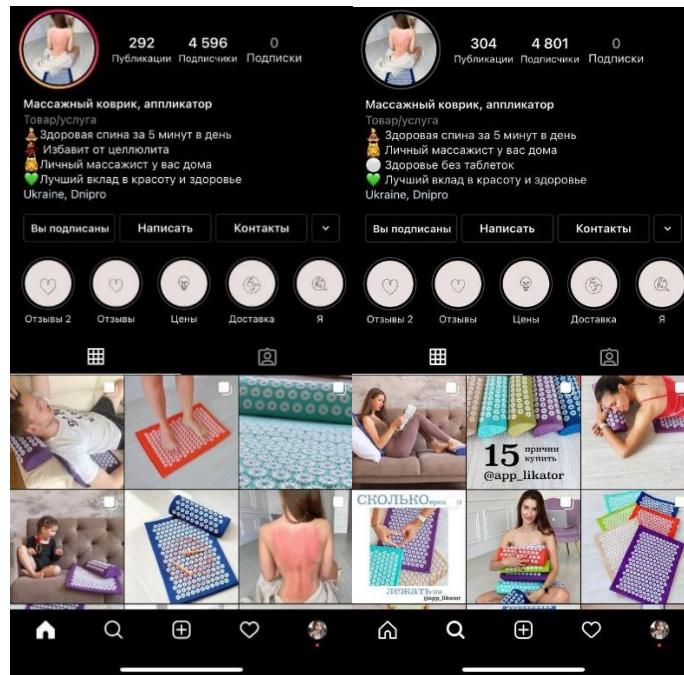 292 4 596 0
Публикации Подписчики Подписки
Массажный коврик, аппликатор
Товар/услуга
Здоровая спина за 5 минут в день
Избавит от целлюлита
Личный массажист у вас дома
Лучший вклад в красоту и здоровье
Ukraine, Dnipro
Вы подписаны Написать Контакты
Отзывы 2 Отзывы Цены Доставка Я
304 4 801 0
Публикации Подписчики Подписки
Массажный коврик, аппликатор
Товар/услуга
Здоровая спина за 5 минут в день
Личный массажист у вас дома
Здоровье без таблеток
Лучший вклад в красоту и здоровье
Ukraine, Dnipro
Вы подписаны Написать Контакты
Отзывы 2 Отзывы Цены Доставка Я
15 причин
купить
@app_likator
СКОЛЬКО
лежать на
@app_likator